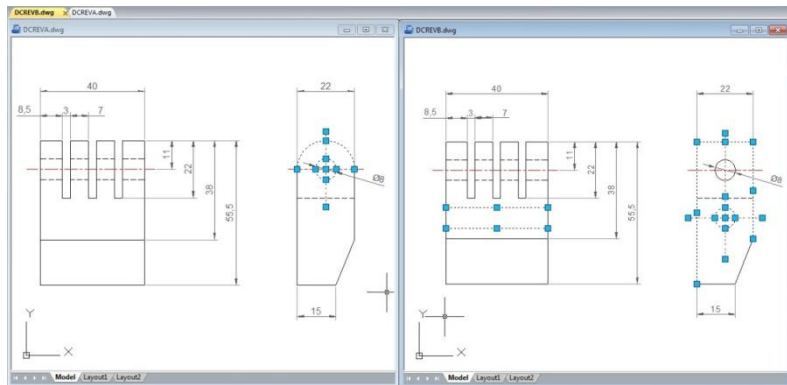 DCREVB.dwg
DCREVA.dwg
DCREVA.dwg
40
22
8,5
3
7
11
22
38
55,5
Ø8
15
Y
X
Model
Layout1
Layout2
DCREVB.dwg
40
22
8,5
3
7
11
22
38
55,5
Ø8
15
Y
X
Model
Layout1
Layout2